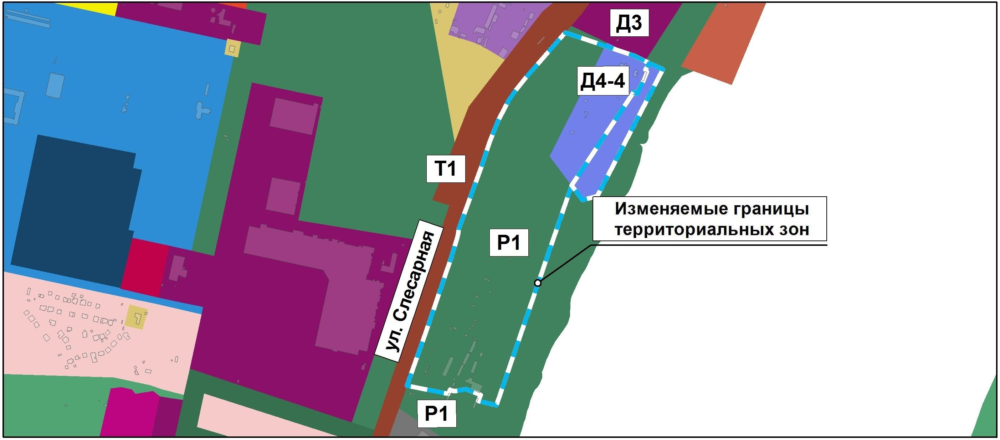 Д3
Д4-4
Т1
Изменяемые границы
территориальных зон
Р1
ул. Слесарная
Р1